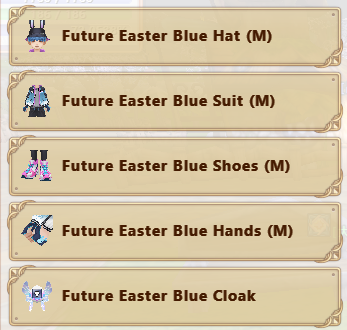 Future Easter Blue Hat (M)
Future Easter Blue Suit (M)
Future Easter Blue Shoes (M)
Future Easter Blue Hands (M)
Future Easter Blue Cloak